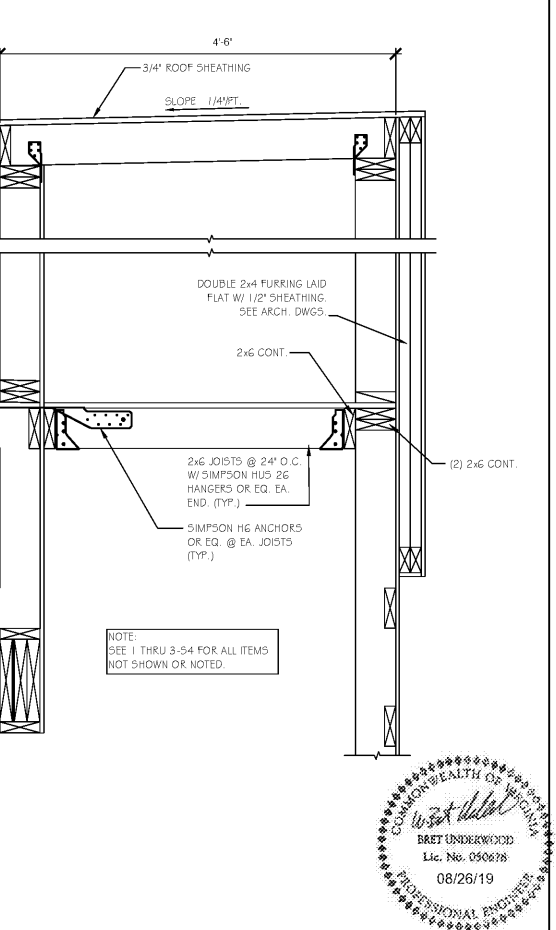 4'-6"
3/4" ROOF SHEATHING
SLOPE 1/4"/FT.
DOUBLE 2x4 FURRING LAID
FLAT W/ 1/2" SHEATHING.
SEE ARCH. DWGS.
2x6 CONT.
(2) 2x6 CONT.
2x6 JOISTS @ 24" O.C.
W/ SIMPSON HUS 26
HANGERS OR EQ. EA.
END. (TYP.)
SIMPSON H6 ANCHORS
OR EQ. @ EA. JOISTS
(TYP.)
NOTE:
SEE 1 THRU 3-S4 FOR ALL ITEMS
NOT SHOWN OR NOTED.
COMMONWEALTH OF VIRGINIA
BRET UNDERWOOD
Lic. No. 050678
08/26/19
PROFESSIONAL ENGINEER